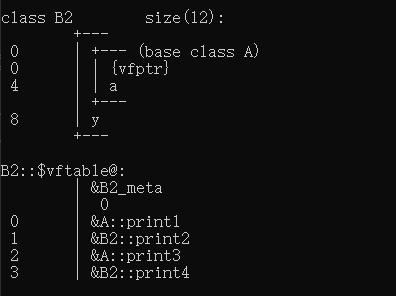 class B2        size(12):
        +---
 0      | +--- (base class A)
 0      | | {vfptr}
 4      | | a
        | +---
 8      | y
        +---
B2::$vftable@:
        | &B2_meta
        |  0
 0      | &A::print1
 1      | &B2::print2
 2      | &A::print3
 3      | &B2::print4